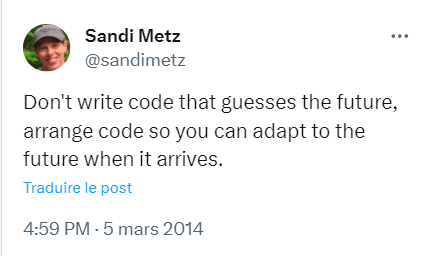 Sandi Metz
@sandimetz
Don't write code that guesses the future,
arrange code so you can adapt to the
future when it arrives.
Traduire le post
4:59 PM · 5 mars 2014